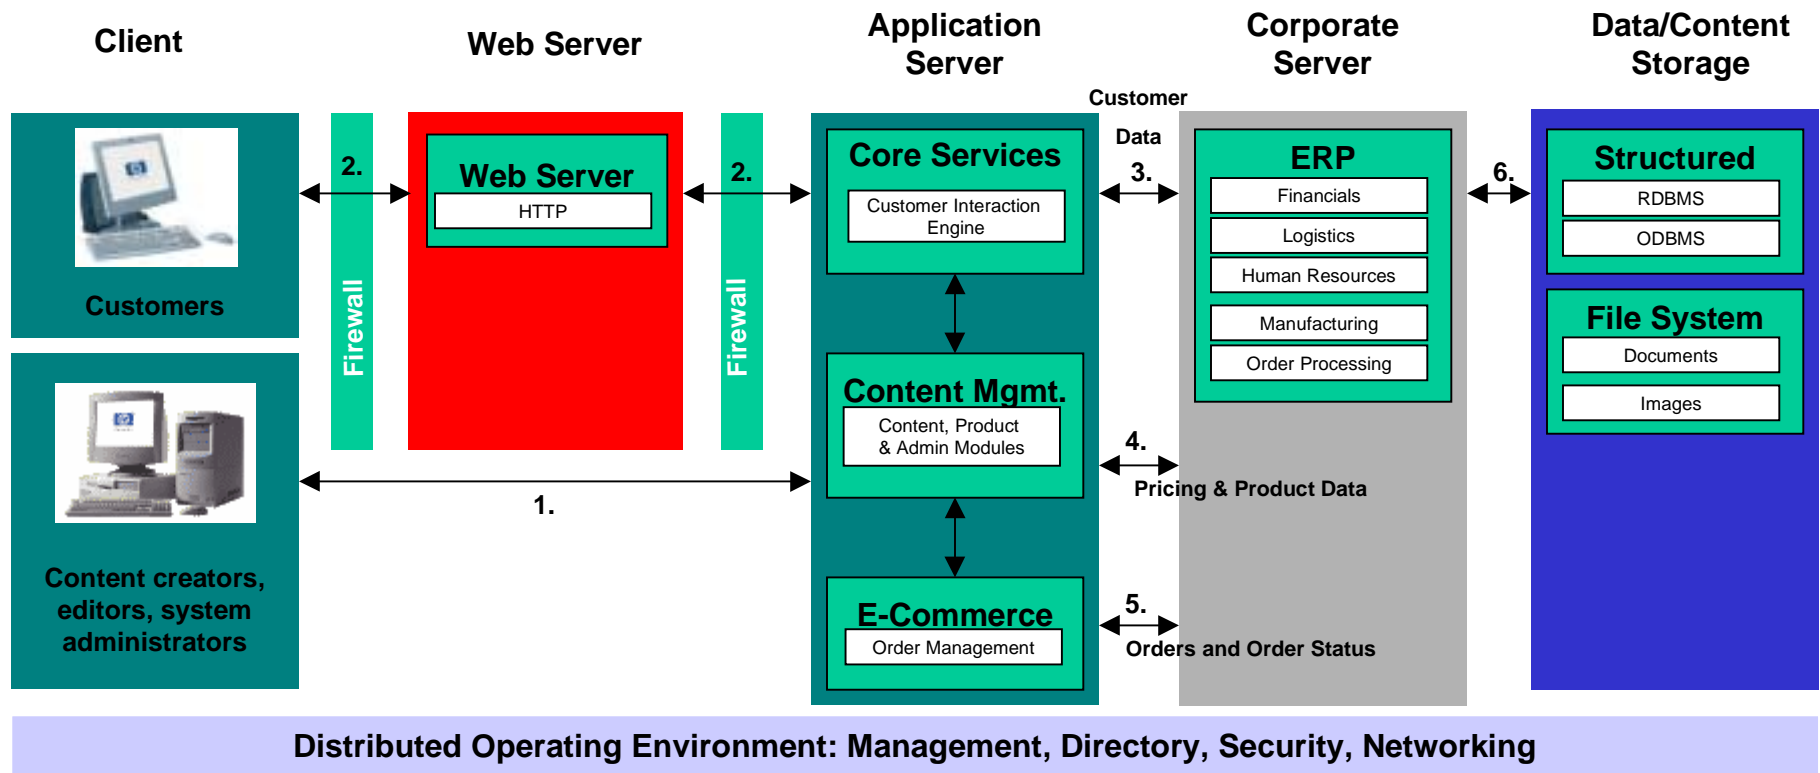 Client
Web Server
Application
Server
Corporate
Server
Data/Content
Storage
Customers
Content creators,
editors, system
administrators
2.
Firewall
1.
Web Server
HTTP
2.
Firewall
Core Services
Customer Interaction
Engine
Content Mgmt.
Content, Product
& Admin Modules
E-Commerce
Order Management
Customer
Data
3.
4.
Pricing & Product Data
5.
Orders and Order Status
ERP
Financials
Logistics
Human Resources
Manufacturing
Order Processing
6.
Structured
RDBMS
ODBMS
File System
Documents
Images
Distributed Operating Environment: Management, Directory, Security, Networking